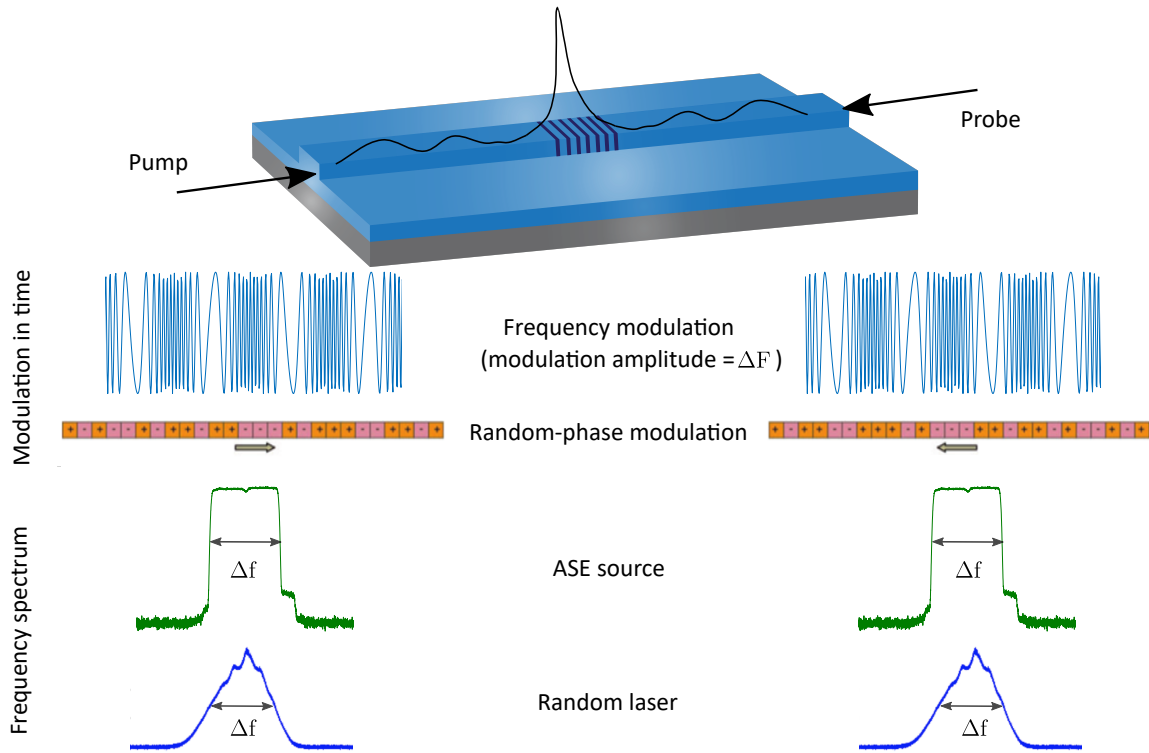 Pump
Probe
Modulation in time
Frequency modulation
(modulation amplitude = ΔF )
+ - + - - + - + + - + + - - - + - + + + - - + + - +
Random-phase modulation
+ - + - - + + + - + - - - + + - + + - + - - + - - +
Frequency spectrum
Δf
ASE source
Δf
Δf
Random laser
Δf